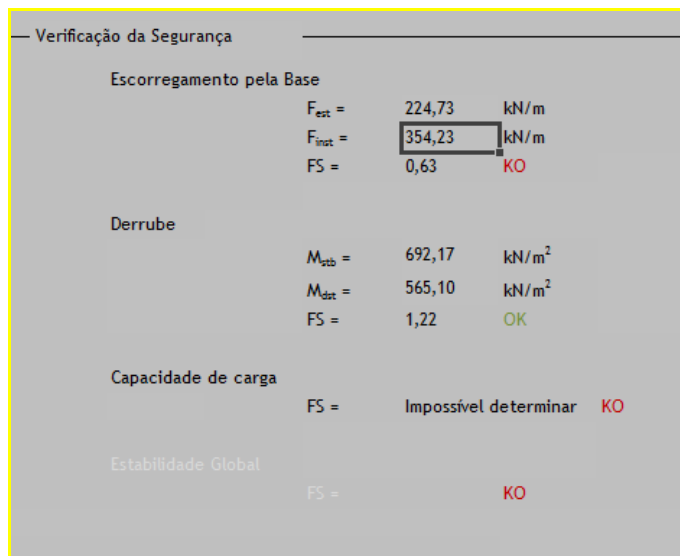 Verificação da Segurança
Escorregamento pela Base
Fest = 224,73 kN/m
Finst = 354,23 kN/m
FS = 0,63 KO
Derrube
Mstb = 692,17 kN/m²
Mdst = 565,10 kN/m²
FS = 1,22 OK
Capacidade de carga
FS = Impossível determinar KO
Estabilidade Global
FS = KO